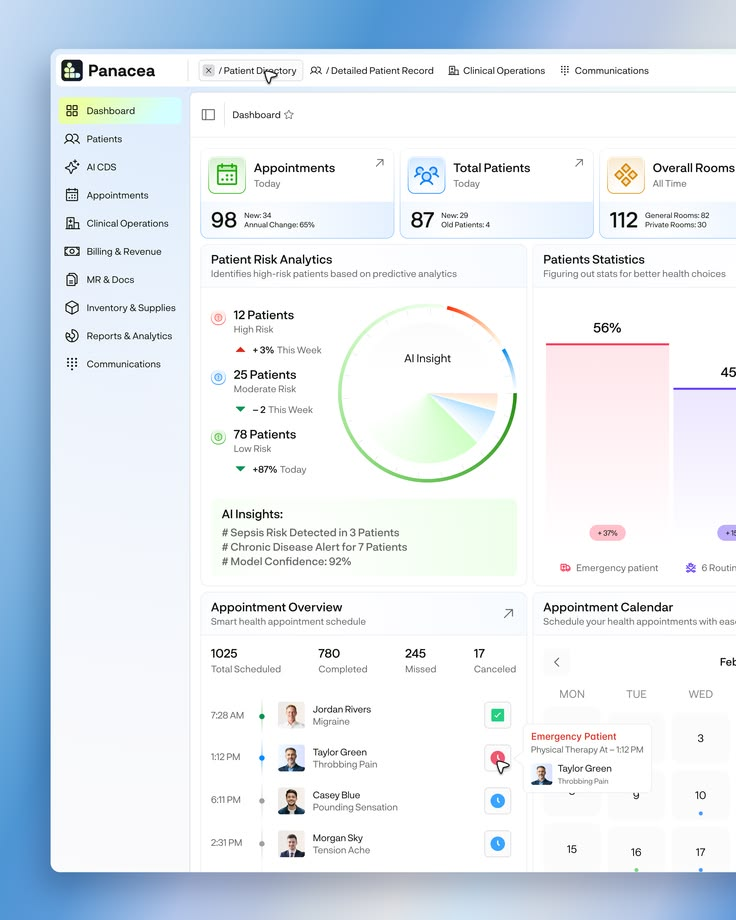 Panacea
/ Patient Directory
/ Detailed Patient Record
Clinical Operations
Communications
Dashboard
Patients
AI CDS
Appointments
Clinical Operations
Billing & Revenue
MR & Docs
Inventory & Supplies
Reports & Analytics
Communications
Dashboard
Appointments
Today
98
New: 34
Annual Change: 65%
Total Patients
Today
87
New: 29
Old Patients: 4
Overall Rooms
All Time
112
General Rooms: 82
Private Rooms: 30
Patient Risk Analytics
Identifies high-risk patients based on predictive analytics
12 Patients
High Risk
+ 3% This Week
25 Patients
Moderate Risk
– 2 This Week
78 Patients
Low Risk
+87% Today
AI Insight
AI Insights:
# Sepsis Risk Detected in 3 Patients
# Chronic Disease Alert for 7 Patients
# Model Confidence: 92%
Patients Statistics
Figuring out stats for better health choices
56%
45
+ 37%
Emergency patient
6 Routin
Appointment Overview
Smart health appointment schedule
1025
Total Scheduled
780
Completed
245
Missed
17
Canceled
7:28 AM
Jordan Rivers
Migraine
1:12 PM
Taylor Green
Throbbing Pain
6:11 PM
Casey Blue
Pounding Sensation
2:31 PM
Morgan Sky
Tension Ache
Emergency Patient
Physical Therapy At – 1:12 PM
Taylor Green
Throbbing Pain
Appointment Calendar
Schedule your health appointments with eas
Feb
MON
TUE
WED
3
9
10
15
16
17